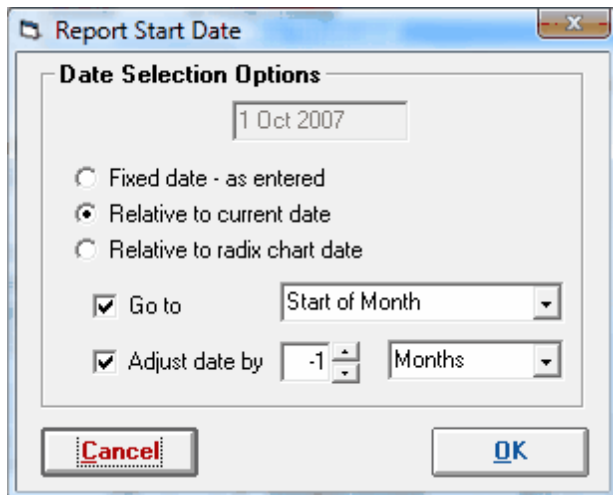 Report Start Date
Date Selection Options
1 Oct 2007
Fixed date - as entered
Relative to current date
Relative to radix chart date
Go to Start of Month
Adjust date by -1 Months
Cancel OK